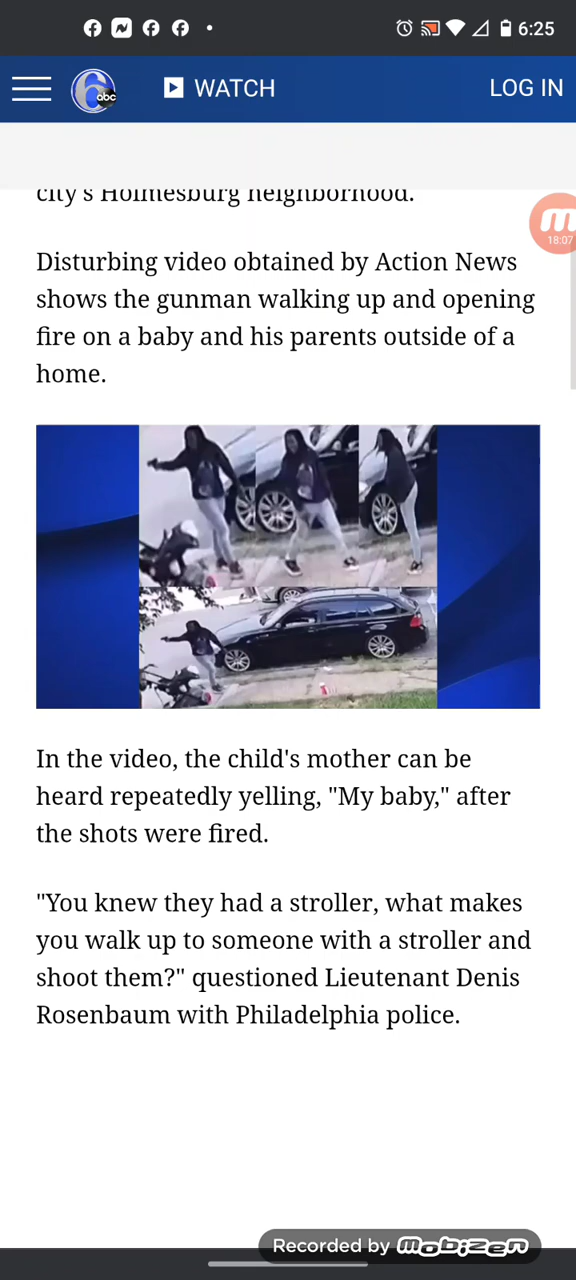 6:25
6abc
WATCH
LOG IN
city's Holmesburg neighborhood.
m
18:07
Disturbing video obtained by Action News
shows the gunman walking up and opening
fire on a baby and his parents outside of a
home.
In the video, the child's mother can be
heard repeatedly yelling, "My baby," after
the shots were fired.
"You knew they had a stroller, what makes
you walk up to someone with a stroller and
shoot them?" questioned Lieutenant Denis
Rosenbaum with Philadelphia police.
Recorded by mobizen